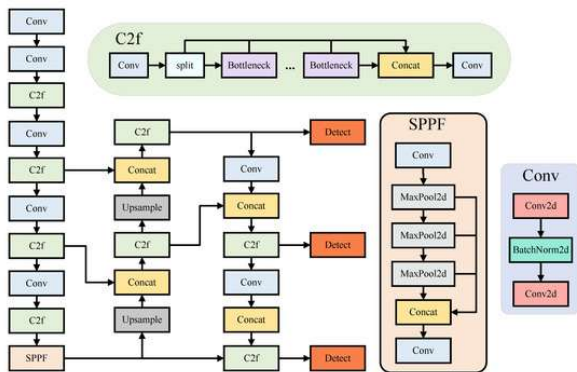 Conv
Conv
C2f
Conv
C2f
Conv
C2f
Conv
C2f
SPPF
C2f
Conv
split
Bottleneck
...
Bottleneck
Concat
Conv
C2f
Concat
Upsample
C2f
Concat
Upsample
Detect
Conv
Concat
C2f
Detect
Conv
Concat
C2f
Detect
SPPF
Conv
MaxPool2d
MaxPool2d
MaxPool2d
Concat
Conv
Conv
Conv2d
BatchNorm2d
Conv2d